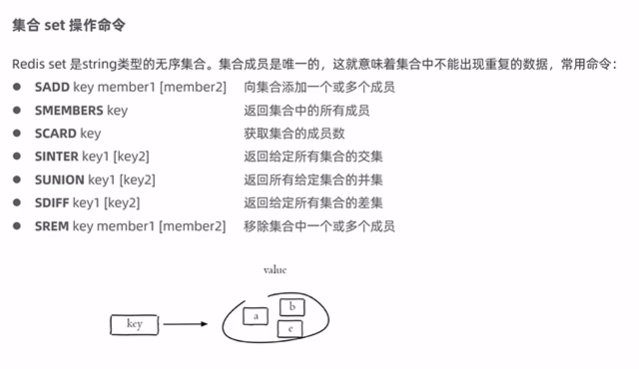 集合 set 操作命令
Redis set 是string类型的无序集合。集合成员是唯一的，这就意味着集合中不能出现重复的数据，常用命令：
● SADD key member1 [member2] 向集合添加一个或多个成员
● SMEMBERS key 返回集合中的所有成员
● SCARD key 获取集合的成员数
● SINTER key1 [key2] 返回给定所有集合的交集
● SUNION key1 [key2] 返回所有给定集合的并集
● SDIFF key1 [key2] 返回给定所有集合的差集
● SREM key member1 [member2] 移除集合中一个或多个成员
value
key
a
b
c